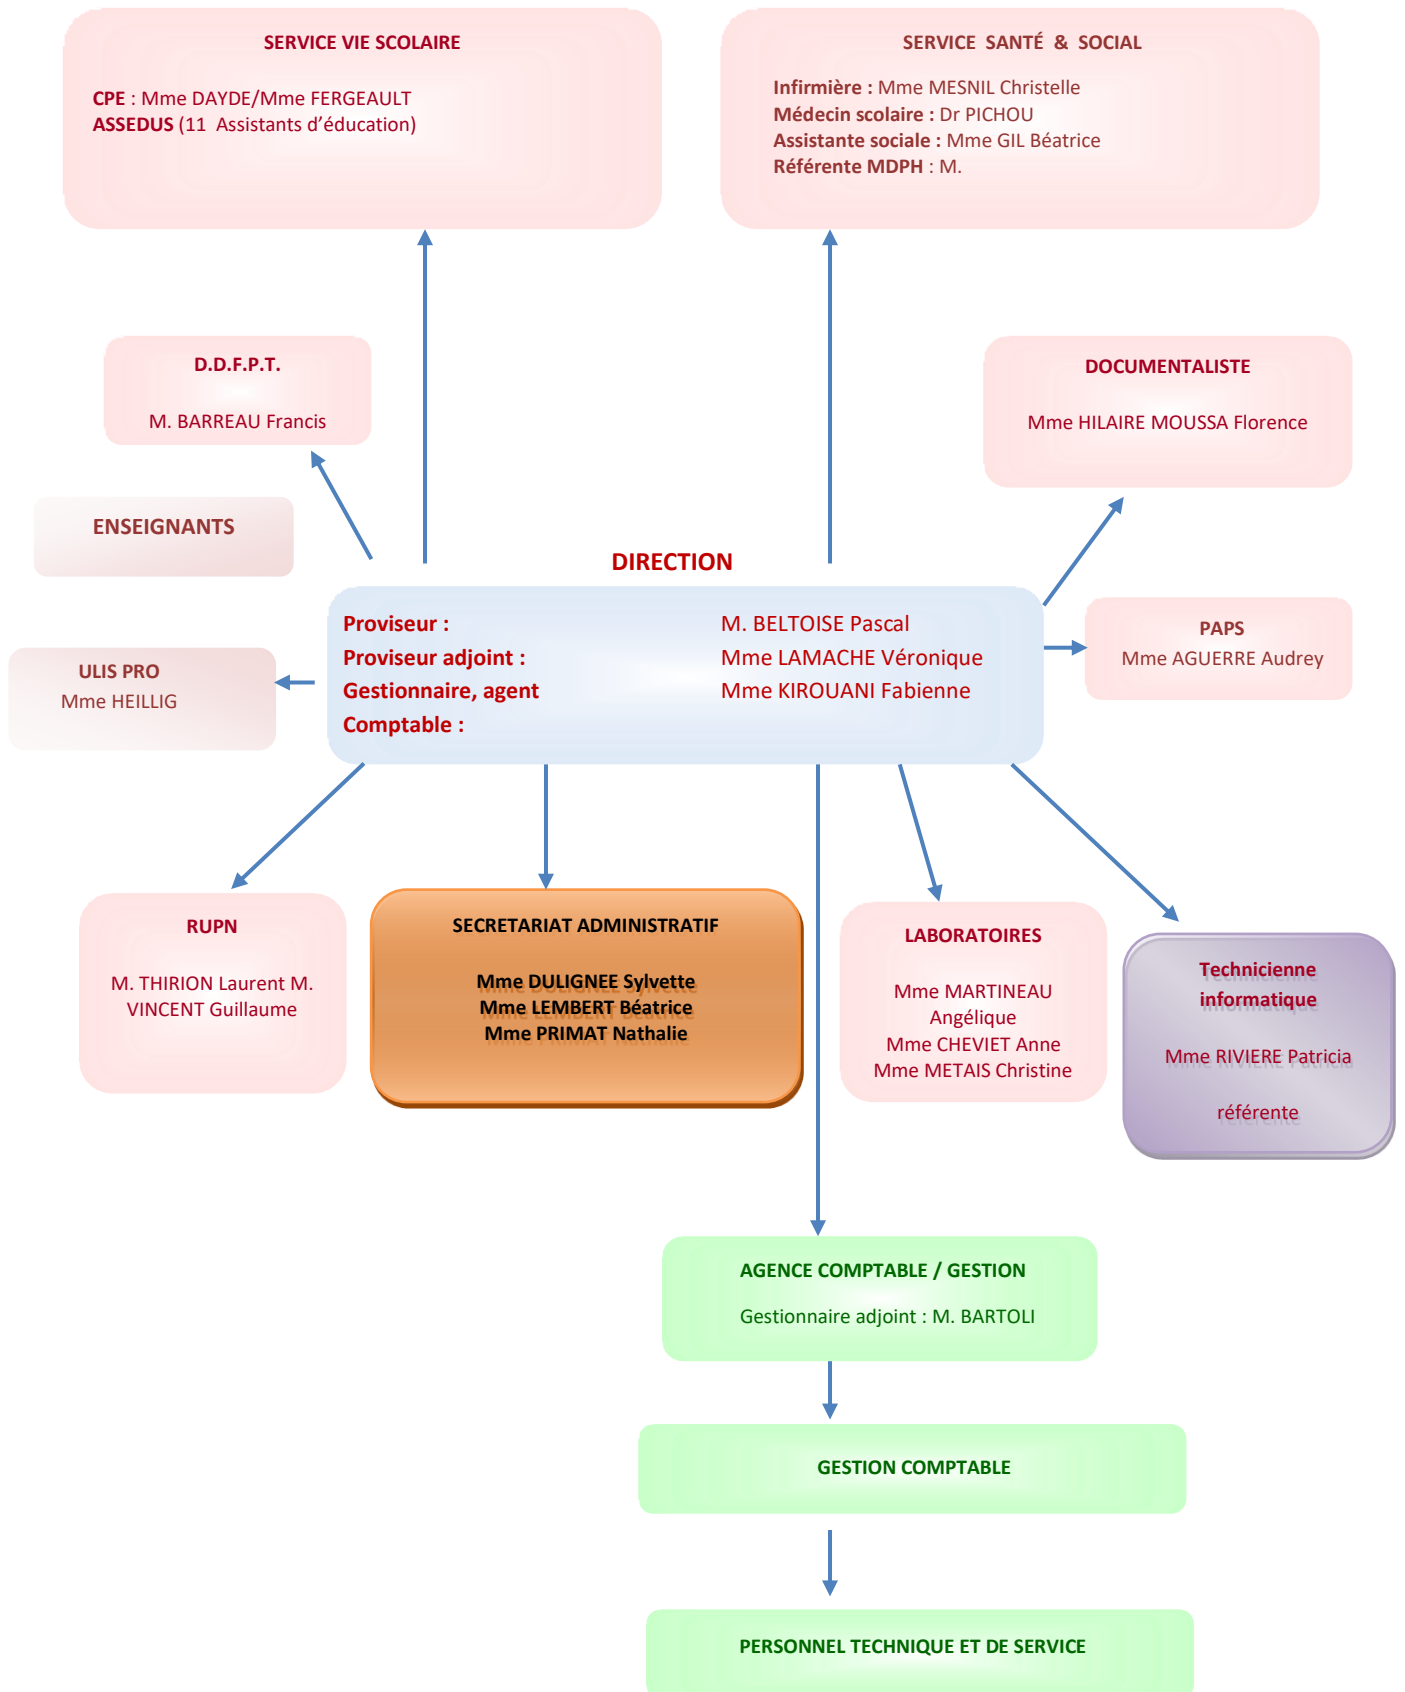 SERVICE VIE SCOLAIRE
CPE : Mme DAYDE/Mme FERGEAULT
ASSEDUS (11 Assistants d'éducation)
SERVICE SANTÉ & SOCIAL
Infirmière : Mme MESNIL Christelle
Médecin scolaire : Dr PICHOU
Assistante sociale : Mme GIL Béatrice
Référente MDPH : M.
D.D.F.P.T.
M. BARREAU Francis
DOCUMENTALISTE
Mme HILAIRE MOUSSA Florence
ENSEIGNANTS
DIRECTION
Proviseur : M. BELTOISE Pascal
Proviseur adjoint : Mme LAMACHE Véronique
Gestionnaire, agent Mme KIROUANI Fabienne
Comptable :
PAPS
Mme AGUERRE Audrey
ULIS PRO
Mme HEILLIG
RUPN
M. THIRION Laurent M.
VINCENT Guillaume
SECRETARIAT ADMINISTRATIF
Mme DULIGNEE Sylvette
Mme LEMBERT Béatrice
Mme PRIMAT Nathalie
LABORATOIRES
Mme MARTINEAU
Angélique
Mme CHEVIET Anne
Mme METAIS Christine
Technicienne
informatique
Mme RIVIERE Patricia
référente
AGENCE COMPTABLE / GESTION
Gestionnaire adjoint : M. BARTOLI
GESTION COMPTABLE
PERSONNEL TECHNIQUE ET DE SERVICE